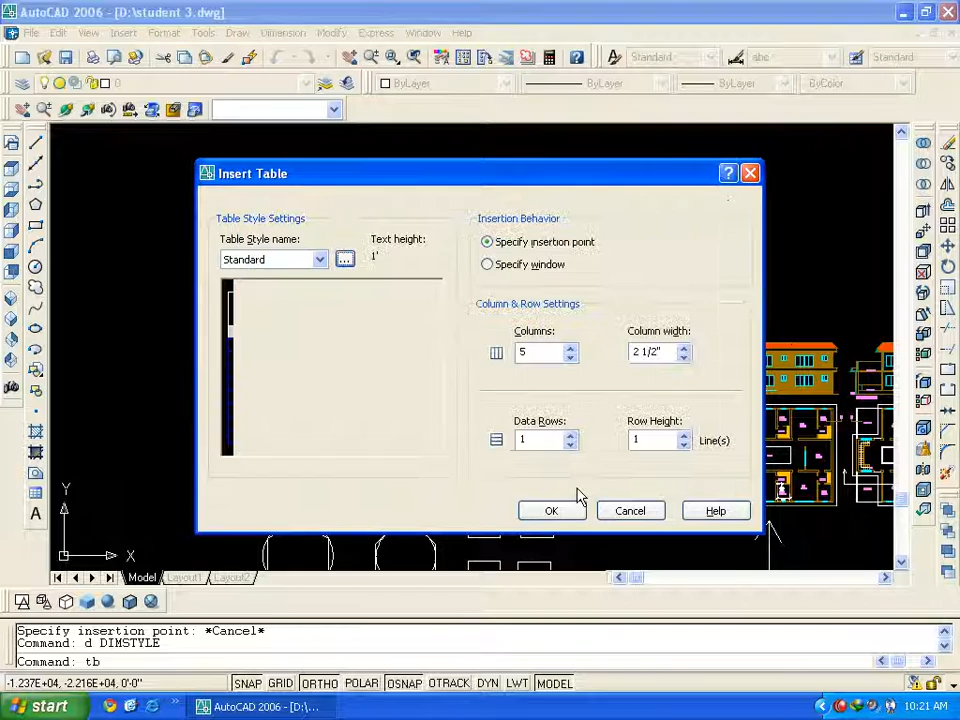 AutoCAD 2006 - [D:\student 3.dwg]
File Edit View Insert Format Tools Draw Dimension Modify Express Window Help
Standard abc Standard
0 ByLayer ByLayer ByLayer ByColor
Insert Table
Table Style Settings
Table Style name:
Text height:
Standard
...
1'
Insertion Behavior
Specify insertion point
Specify window
Column & Row Settings
Columns:
Column width:
5
2 1/2"
Data Rows:
Row Height:
1
1
Line(s)
OK
Cancel
Help
Y
X
A
Model Layout1 Layout2
Specify insertion point: *Cancel*
Command: d DIMSTYLE
Command: tb
-1.237E+04, -2.216E+04, 0'-0"
SNAP GRID ORTHO POLAR OSNAP OTRACK DYN LWT MODEL
start
AutoCAD 2006 - [D:\...
10:21 AM